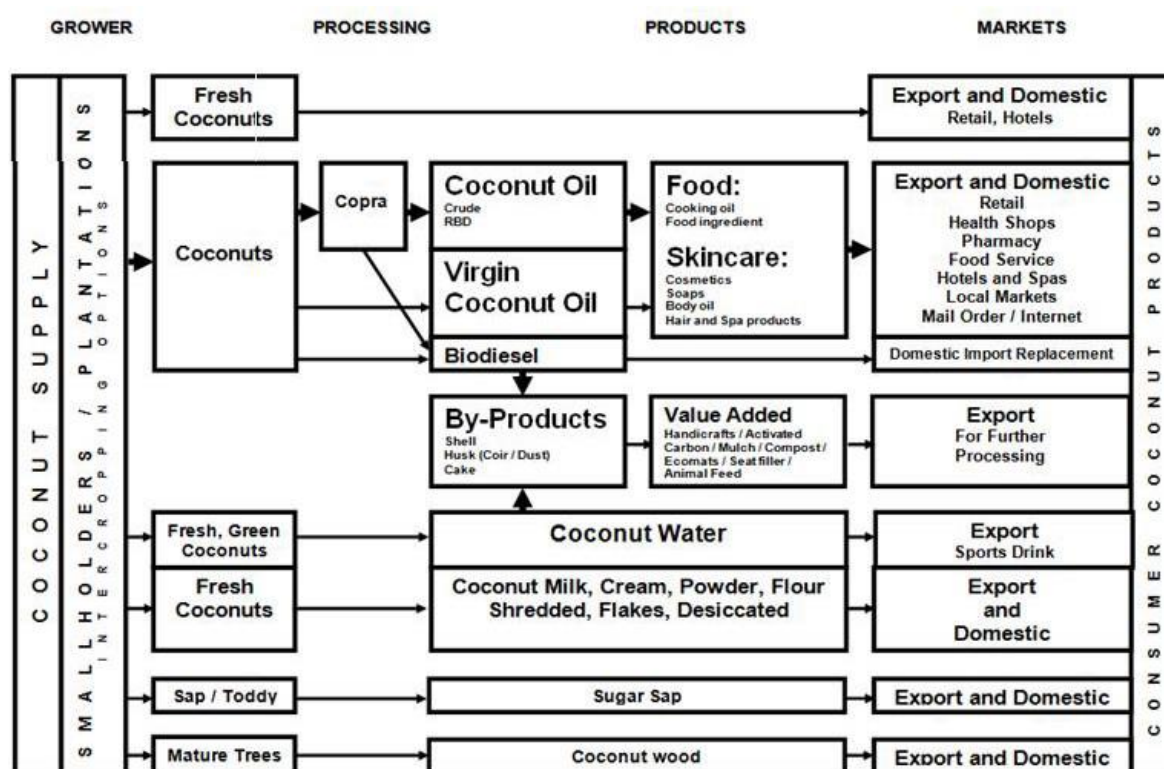 GROWER PROCESSING PRODUCTS MARKETS
COCONUT SUPPLY
SMALLHOLDERS / PLANTATIONS
INTERCROPPING OPTIONS
Fresh
Coconuts
Export and Domestic
Retail, Hotels
Coconuts
Copra
Coconut Oil
Crude
RBD
Virgin
Coconut Oil
Biodiesel
Food:
Cooking oil
Food ingredient
Skincare:
Cosmetics
Soaps
Body oil
Hair and Spa products
Export and Domestic
Retail
Health Shops
Pharmacy
Food Service
Hotels and Spas
Local Markets
Mail Order / Internet
Domestic Import Replacement
By-Products
Shell
Husk (Coir / Dust)
Cake
Value Added
Handicrafts / Activated
Carbon / Mulch / Compost /
Ecomats / Seat filler /
Animal Feed
Export
For Further
Processing
Fresh, Green
Coconuts
Coconut Water
Export
Sports Drink
Fresh
Coconuts
Coconut Milk, Cream, Powder, Flour
Shredded, Flakes, Desiccated
Export
and
Domestic
Sap / Toddy
Sugar Sap
Export and Domestic
Mature Trees
Coconut wood
Export and Domestic
CONSUMER COCONUT PRODUCTS